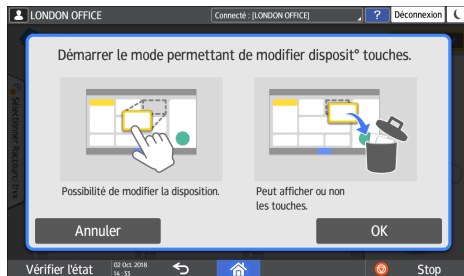 LONDON OFFICE
Connecté : [LONDON OFFICE]
?
Déconnexion
Démarrer le mode permettant de modifier disposit° touches.
Possibilité de modifier la disposition.
Peut afficher ou non
les touches.
Annuler
OK
Vérifier l'état
02 Oct. 2018
14 : 33
Stop